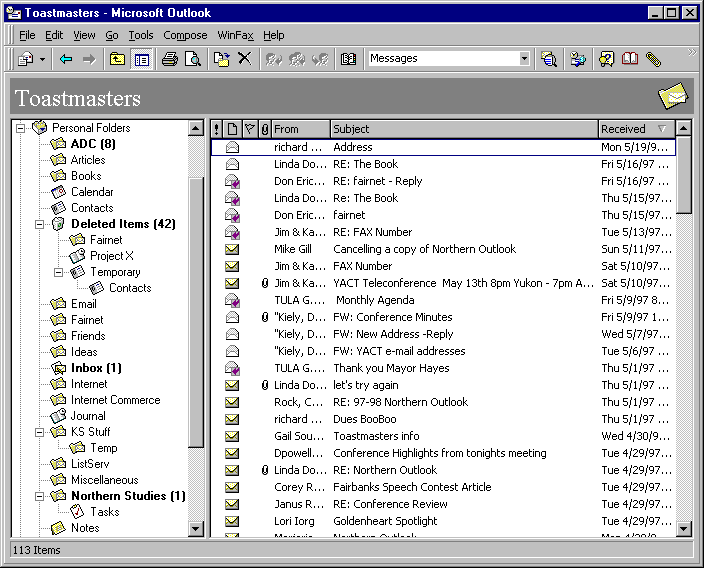 Toastmasters - Microsoft Outlook
File Edit View Go Tools Compose WinFax Help
Messages
Toastmasters
Personal Folders
ADC (8)
Articles
Books
Calendar
Contacts
Deleted Items (42)
Fairnet
Project X
Temporary
Contacts
Email
Fairnet
Friends
Ideas
Inbox (1)
Internet
Internet Commerce
Journal
KS Stuff
Temp
ListServ
Miscellaneous
Northern Studies (1)
Tasks
Notes
From Subject Received
richard ... Address Mon 5/19/9...
Linda Do... RE: The Book Fri 5/16/97 ...
Don Eric... RE: fairnet - Reply Fri 5/16/97 ...
Linda Do... Re: The Book Thu 5/15/97...
Don Eric... fairnet Thu 5/15/97...
Jim & Ka... RE: FAX Number Tue 5/13/97...
Mike Gill Cancelling a copy of Northern Outlook Sun 5/11/97...
Jim & Ka... FAX Number Sat 5/10/97...
Jim & Ka... YACT Teleconference May 13th 8pm Yukon - 7pm A... Sat 5/10/97...
TULA G.... Monthly Agenda Fri 5/9/97 8...
"Kiely, D... FW: Conference Minutes Fri 5/9/97 1...
"Kiely, D... FW: New Address -Reply Wed 5/7/97...
"Kiely, D... FW: YACT e-mail addresses Tue 5/6/97 ...
TULA G.... Thank you Mayor Hayes Thu 5/1/97 ...
Linda Do... let's try again Thu 5/1/97 ...
Rock, C... RE: 97-98 Northern Outlook Thu 5/1/97 ...
richard ... Dues BooBoo Thu 5/1/97 ...
Gail Sou... Toastmasters info Wed 4/30/9...
Dpowell... Conference Highlights from tonights meeting Tue 4/29/97...
Linda Do... RE: Northern Outlook Tue 4/29/97...
Corey R... Fairbanks Speech Contest Article Tue 4/29/97...
Janus R... RE: Conference Review Tue 4/29/97...
Lori Iorg Goldenheart Spotlight Tue 4/29/97...
113 Items